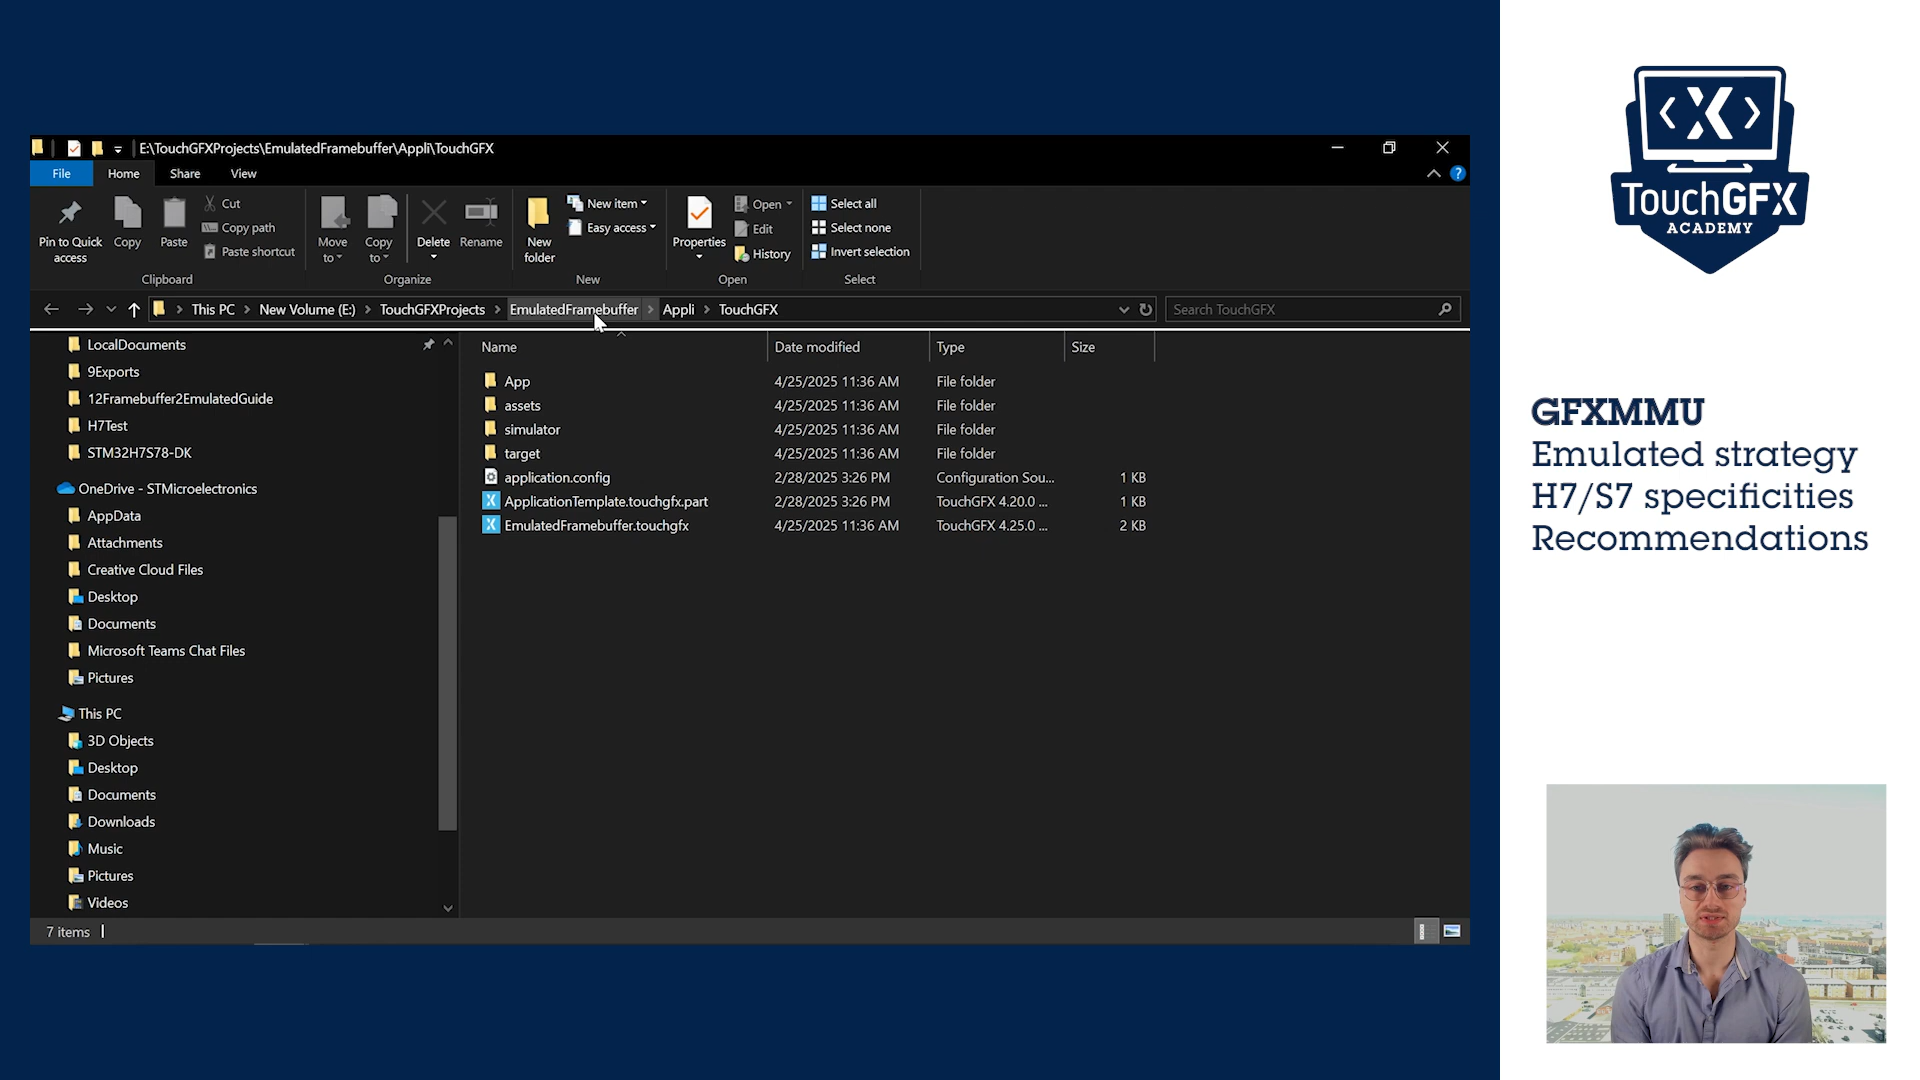 E:\TouchGFXProjects\EmulatedFramebuffer\Appli\TouchGFX
File Home Share View
Pin to Quick access
Copy
Paste
Cut
Copy path
Paste shortcut
Clipboard
Move to
Copy to
Delete
Rename
Organize
New folder
New item
Easy access
New
Properties
Open
Edit
History
Open
Select all
Select none
Invert selection
Select
This PC > New Volume (E:) > TouchGFXProjects > EmulatedFramebuffer > Appli > TouchGFX
Search TouchGFX
LocalDocuments
9Exports
12Framebuffer2EmulatedGuide
H7Test
STM32H7S78-DK
OneDrive - STMicroelectronics
AppData
Attachments
Creative Cloud Files
Desktop
Documents
Microsoft Teams Chat Files
Pictures
This PC
3D Objects
Desktop
Documents
Downloads
Music
Pictures
Videos
Name Date modified Type Size
App 4/25/2025 11:36 AM File folder
assets 4/25/2025 11:36 AM File folder
simulator 4/25/2025 11:36 AM File folder
target 4/25/2025 11:36 AM File folder
application.config 2/28/2025 3:26 PM Configuration Sou... 1 KB
ApplicationTemplate.touchgfx.part 2/28/2025 3:26 PM TouchGFX 4.20.0 ... 1 KB
EmulatedFramebuffer.touchgfx 4/25/2025 11:36 AM TouchGFX 4.25.0 ... 2 KB
7 items
TouchGFX
ACADEMY
GFXMMU
Emulated strategy
H7/S7 specificities
Recommendations